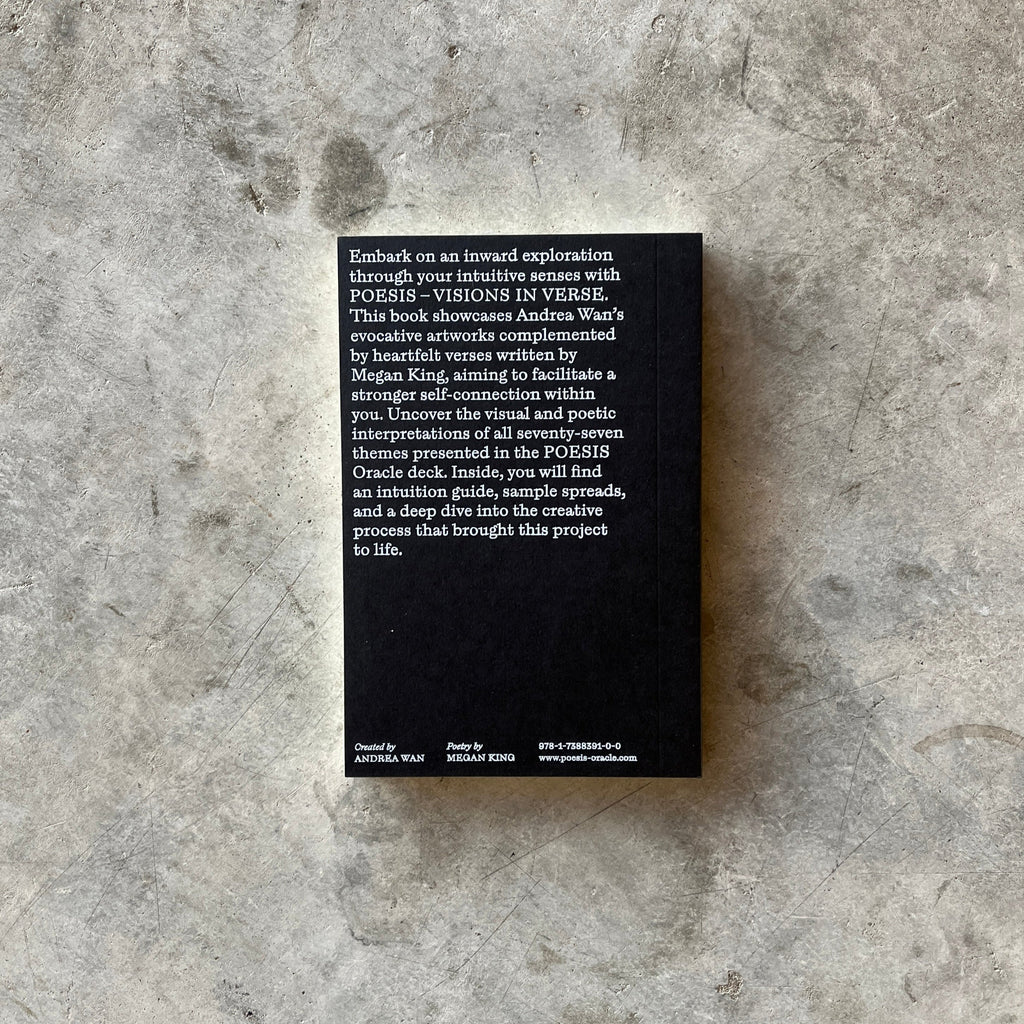 Embark on an inward exploration
through your intuitive senses with
POESIS – VISIONS IN VERSE.
This book showcases Andrea Wan’s
evocative artworks complemented
by heartfelt verses written by
Megan King, aiming to facilitate a
stronger self-connection within
you. Uncover the visual and poetic
interpretations of all seventy-seven
themes presented in the POESIS
Oracle deck. Inside, you will find
an intuition guide, sample spreads,
and a deep dive into the creative
process that brought this project
to life.
Created by
ANDREA WAN
Poetry by
MEGAN KING
978-1-7388391-0-0
www.poesis-oracle.com